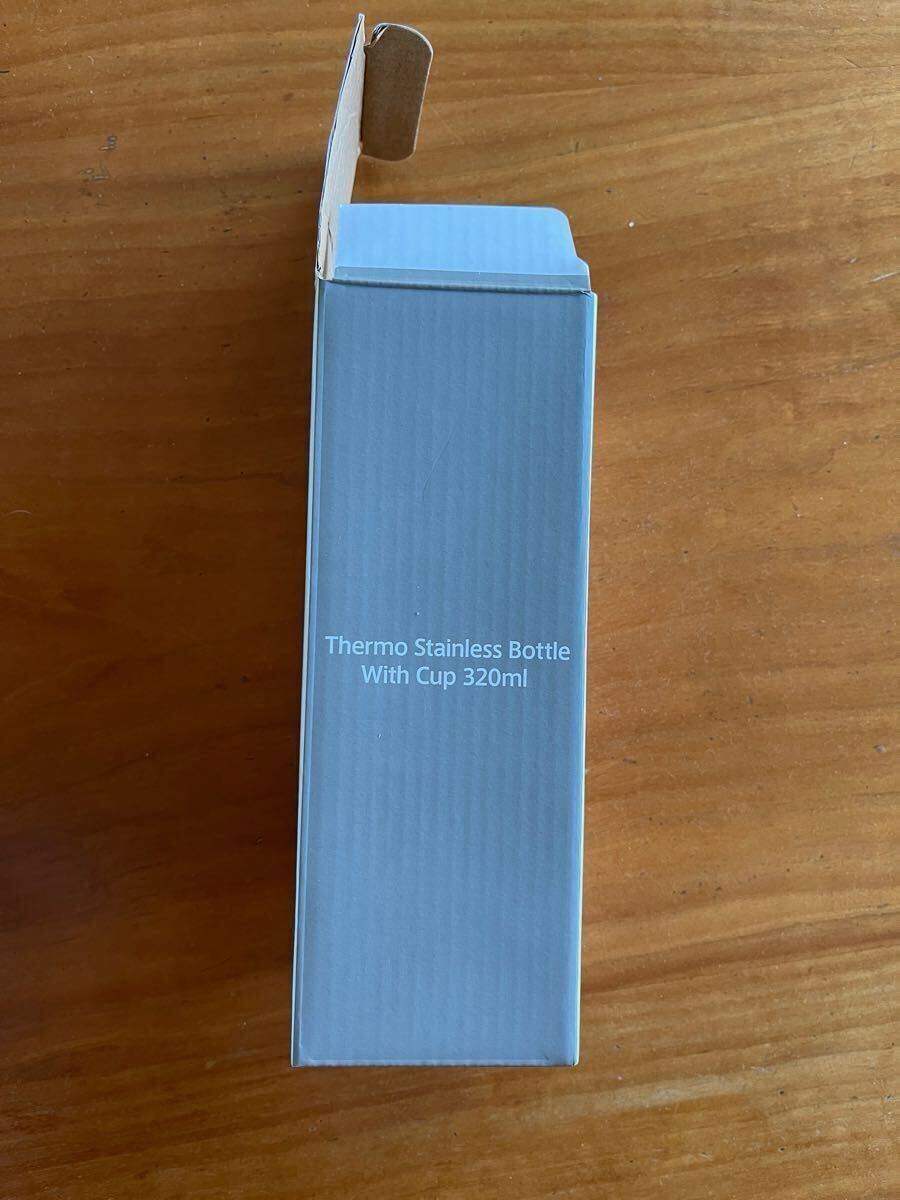 Thermo Stainless Bottle
With Cup 320ml